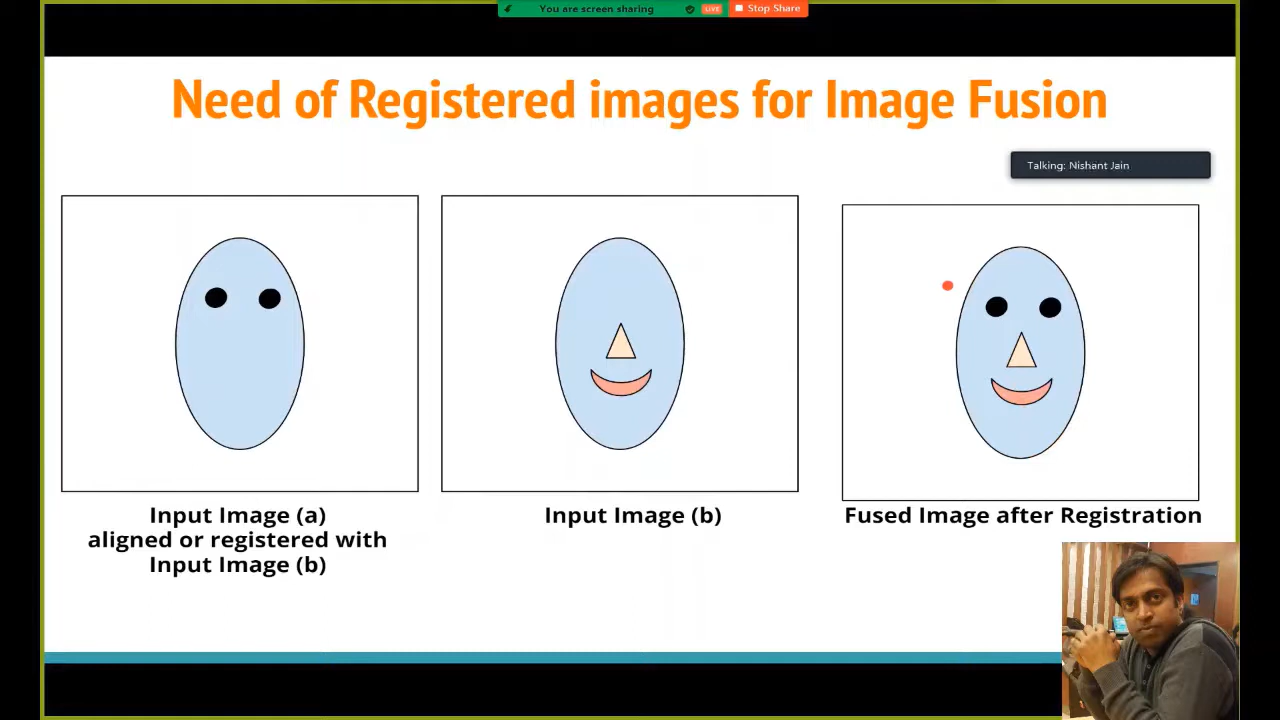 You are screen sharing LIVE Stop Share
Need of Registered images for Image Fusion
Talking: Nishant Jain
Input Image (a)
aligned or registered with
Input Image (b)
Input Image (b)
Fused Image after Registration